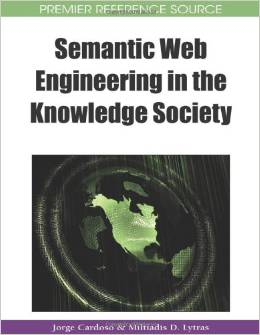 PREMIER REFERENCE SOURCE
Semantic Web
Engineering in the
Knowledge Society
Jorge Cardoso & Miltiadis D. Lytras